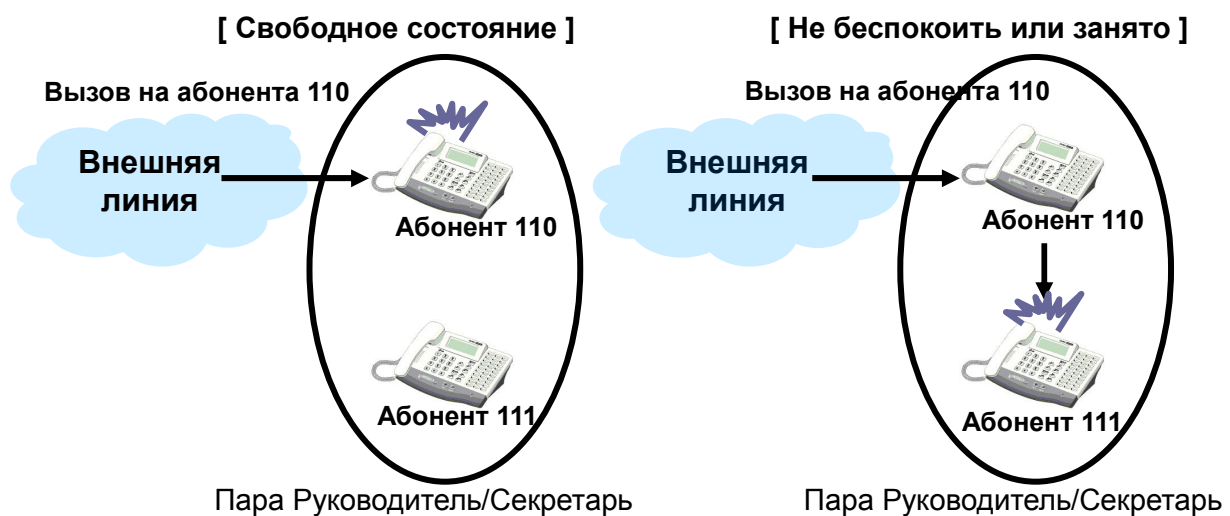 [ Свободное состояние ]
Вызов на абонента 110
Внешняя
линия
Абонент 110
Абонент 111
Пара Руководитель/Секретарь
[ Не беспокоить или занято ]
Вызов на абонента 110
Внешняя
линия
Абонент 110
Абонент 111
Пара Руководитель/Секретарь